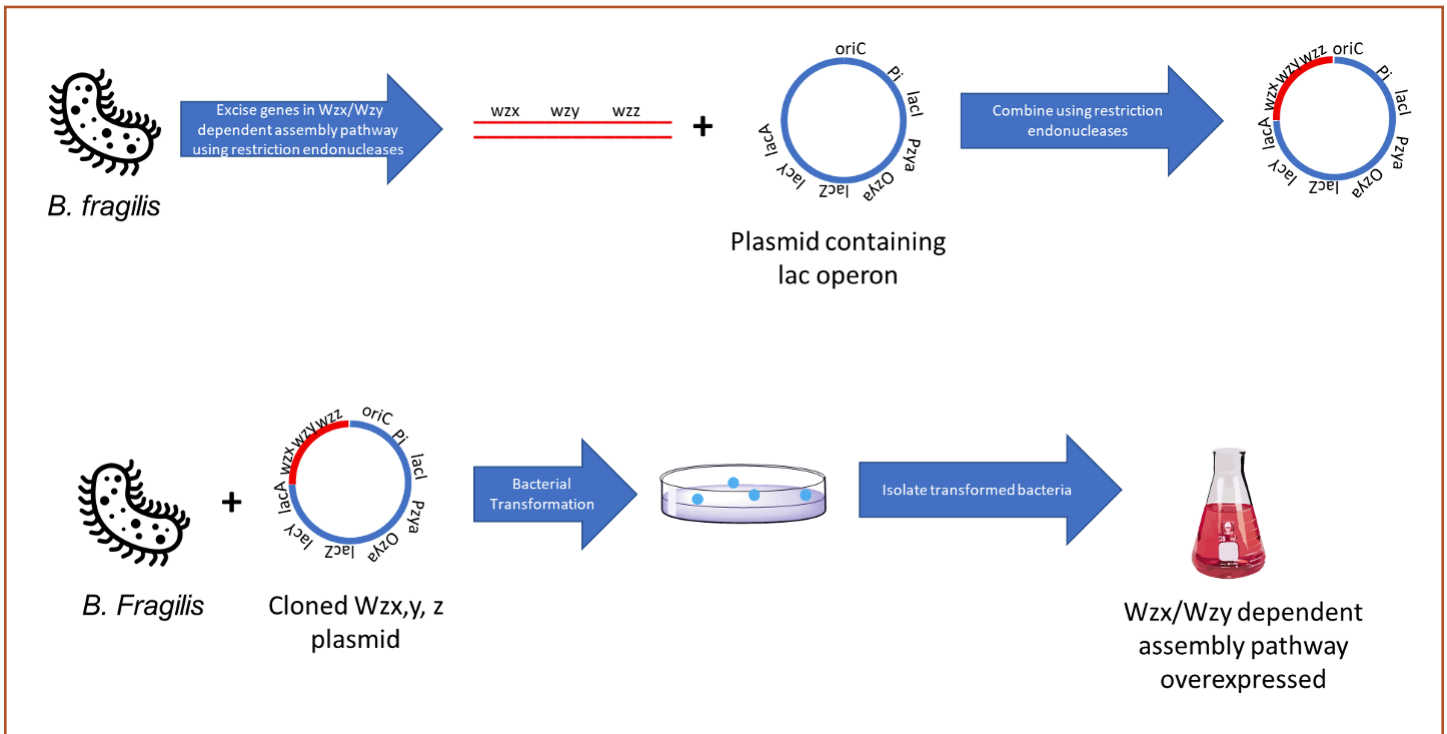 Excise genes in Wzx/Wzy
dependent assembly pathway
using restriction endonucleases
B. fragilis
wzx wzy wzz
+
oriC
Pi
lacI
Pzya
Ozya
lacZ
lacY
lacA
Plasmid containing
lac operon
Combine using restriction
endonucleases
oriC
Pi
lacI
Pzya
Ozya
lacZ
lacY
lacA
wzx
wzy
wzz
B. Fragilis
+
oriC
Pi
lacI
Pzya
Ozya
lacZ
lacY
lacA
wzx
wzy
wzz
Cloned Wzx,y, z
plasmid
Bacterial
Transformation
Isolate transformed bacteria
Wzx/Wzy dependent
assembly pathway
overexpressed